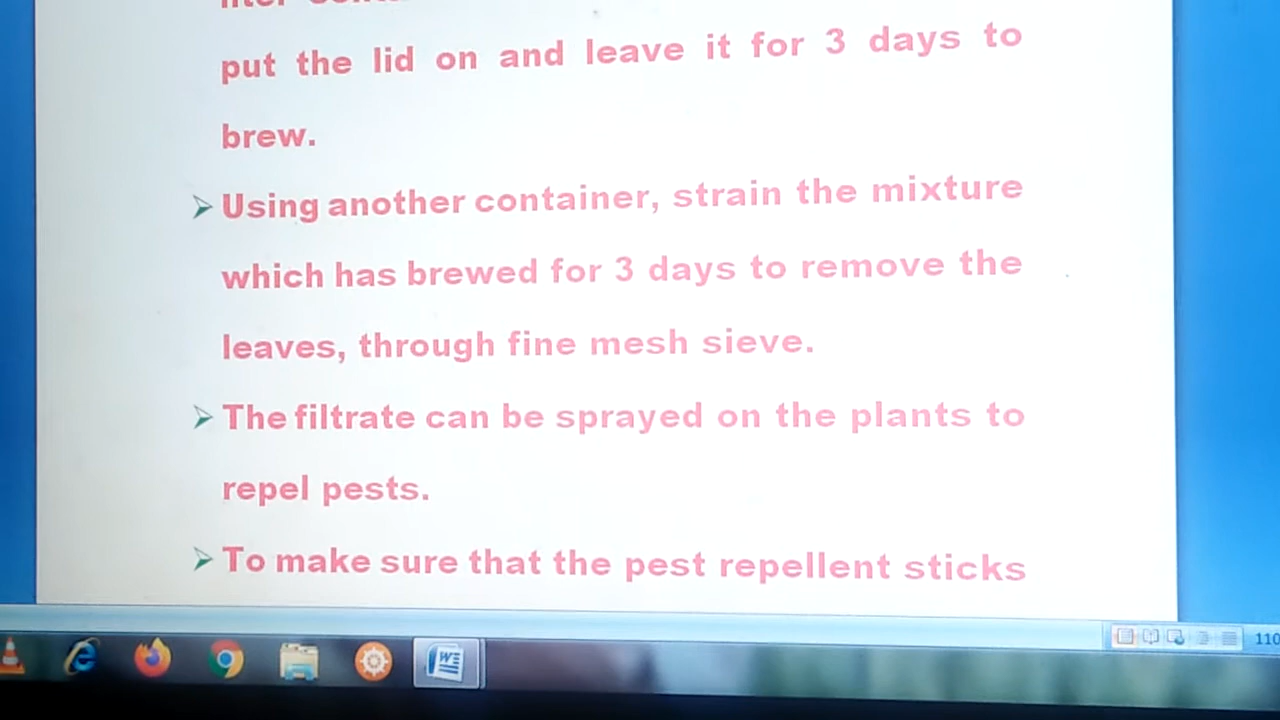 put the lid on and leave it for 3 days to
brew.
Using another container, strain the mixture
which has brewed for 3 days to remove the
leaves, through fine mesh sieve.
The filtrate can be sprayed on the plants to
repel pests.
To make sure that the pest repellent sticks
110